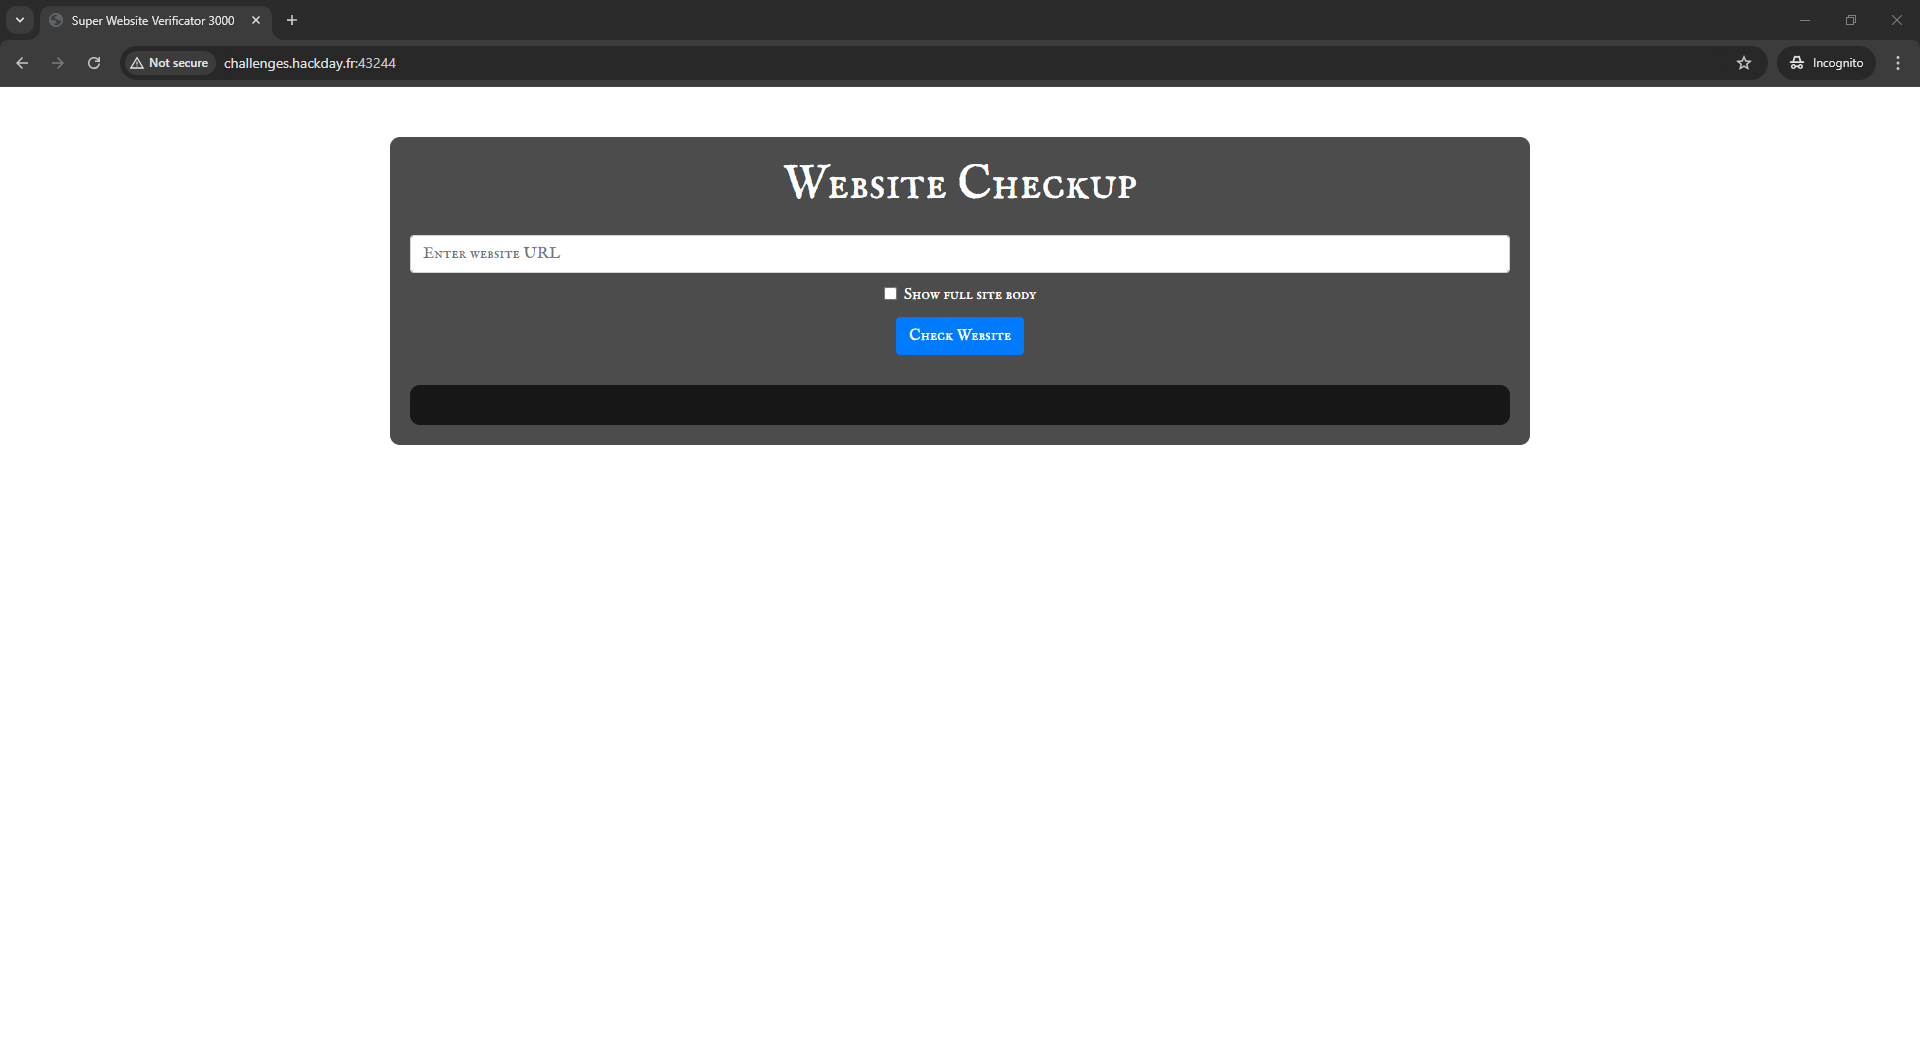 Super Website Verificator 3000
Not secure
challenges.hackday.fr:43244
Incognito
Website Checkup
Enter website URL
Show full site body
Check Website